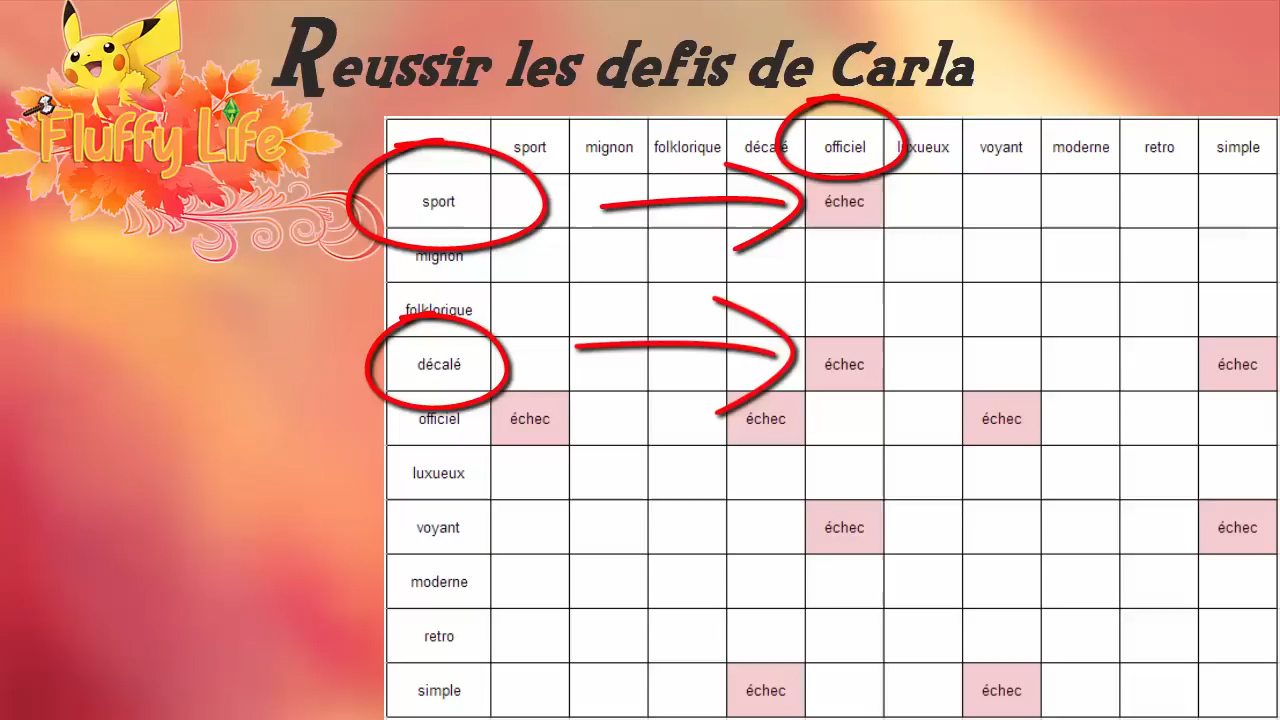 Reussir les defis de Carla
Fluffy Life
sport mignon folklorique décalé officiel luxueux voyant moderne retro simple
sport échec
mignon
folklorique
décalé échec échec
officiel échec échec échec
luxueux
voyant échec échec
moderne
retro
simple échec échec